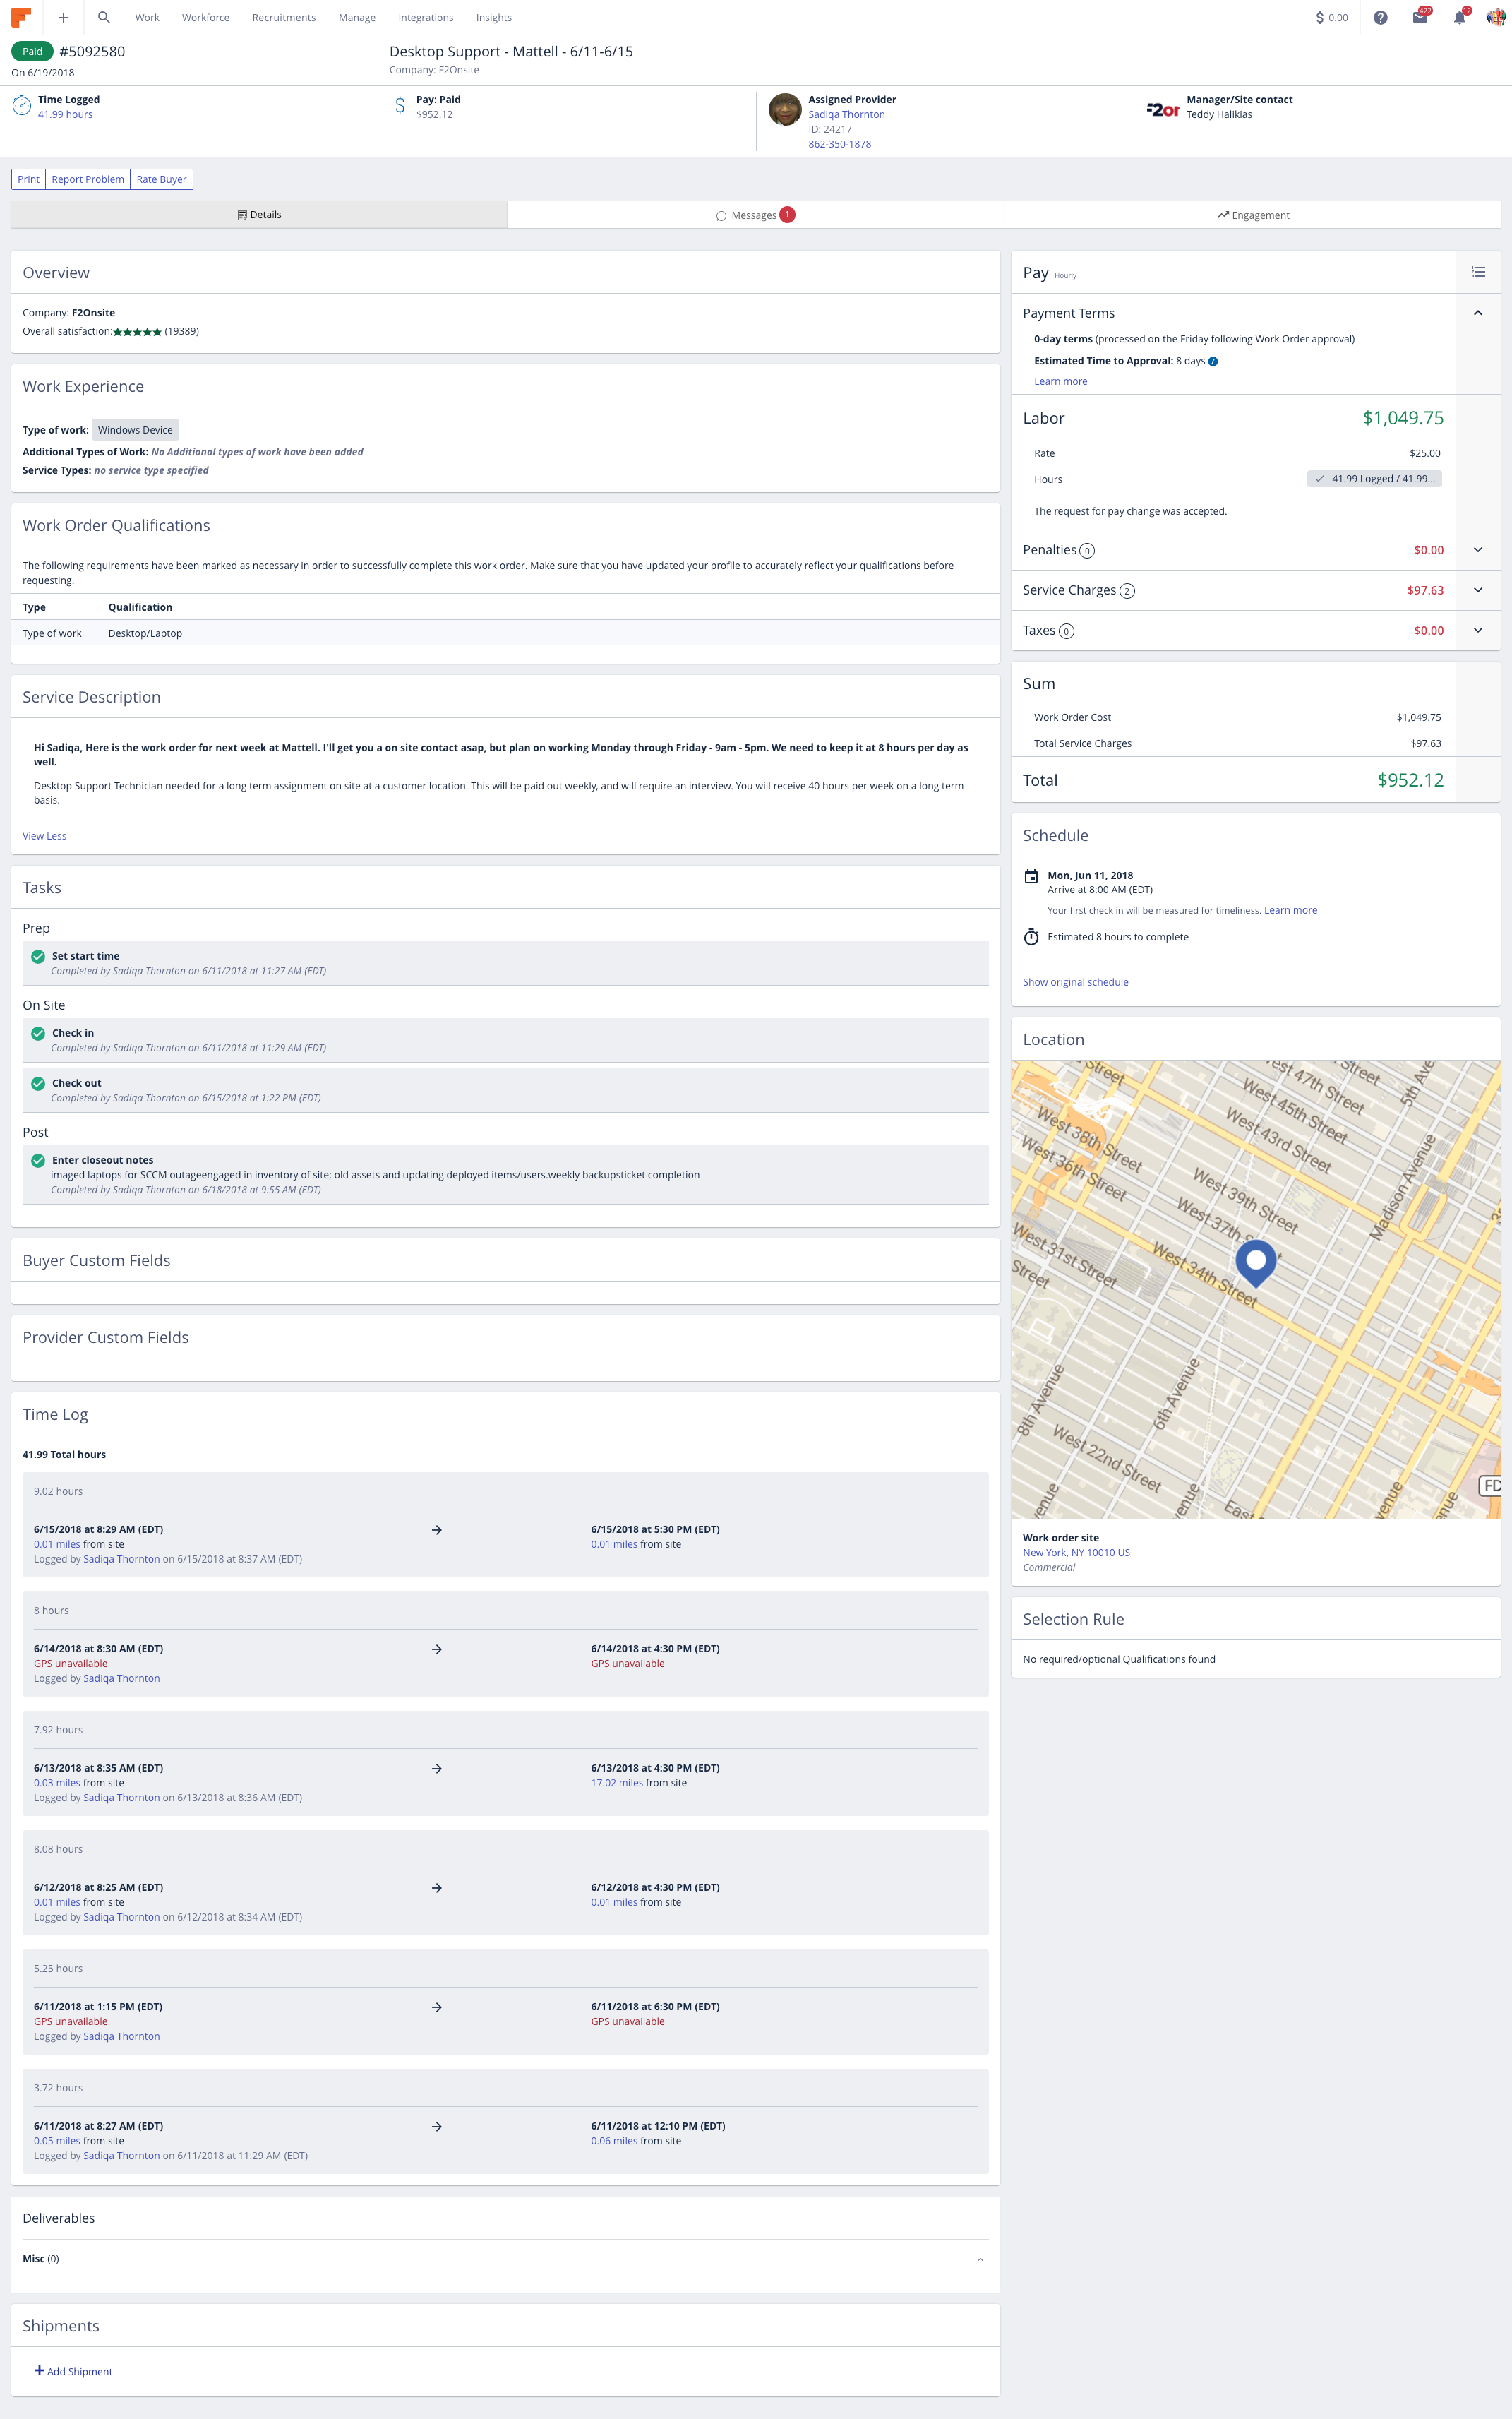 Work Workforce Recruitments Manage Integrations Insights $ 0.00 422 12
Paid #5092580
On 6/19/2018
Desktop Support - Mattell - 6/11-6/15
Company: F2Onsite
Time Logged
41.99 hours
Pay: Paid
$952.12
Assigned Provider
Sadiqa Thornton
ID: 24217
862-350-1878
Manager/Site contact
Teddy Halikias
Print Report Problem Rate Buyer
Details Messages 1 Engagement
Overview
Company: F2Onsite
Overall satisfaction:★★★★★ (19389)
Work Experience
Type of work: Windows Device
Additional Types of Work: No Additional types of work have been added
Service Types: no service type specified
Work Order Qualifications
The following requirements have been marked as necessary in order to successfully complete this work order. Make sure that you have updated your profile to accurately reflect your qualifications before
requesting.
Type Qualification
Type of work Desktop/Laptop
Service Description
Hi Sadiqa, Here is the work order for next week at Mattell. I'll get you a on site contact asap, but plan on working Monday through Friday - 9am - 5pm. We need to keep it at 8 hours per day as
well.
Desktop Support Technician needed for a long term assignment on site at a customer location. This will be paid out weekly, and will require an interview. You will receive 40 hours per week on a long term
basis.
View Less
Tasks
Prep
Set start time
Completed by Sadiqa Thornton on 6/11/2018 at 11:27 AM (EDT)
On Site
Check in
Completed by Sadiqa Thornton on 6/11/2018 at 11:29 AM (EDT)
Check out
Completed by Sadiqa Thornton on 6/15/2018 at 1:22 PM (EDT)
Post
Enter closeout notes
imaged laptops for SCCM outageengaged in inventory of site; old assets and updating deployed items/users.weekly backupsticket completion
Completed by Sadiqa Thornton on 6/18/2018 at 9:55 AM (EDT)
Buyer Custom Fields
Provider Custom Fields
Time Log
41.99 Total hours
9.02 hours
6/15/2018 at 8:29 AM (EDT) 6/15/2018 at 5:30 PM (EDT)
0.01 miles from site 0.01 miles from site
Logged by Sadiqa Thornton on 6/15/2018 at 8:37 AM (EDT)
8 hours
6/14/2018 at 8:30 AM (EDT) 6/14/2018 at 4:30 PM (EDT)
GPS unavailable GPS unavailable
Logged by Sadiqa Thornton
7.92 hours
6/13/2018 at 8:35 AM (EDT) 6/13/2018 at 4:30 PM (EDT)
0.03 miles from site 17.02 miles from site
Logged by Sadiqa Thornton on 6/13/2018 at 8:36 AM (EDT)
8.08 hours
6/12/2018 at 8:25 AM (EDT) 6/12/2018 at 4:30 PM (EDT)
0.01 miles from site 0.01 miles from site
Logged by Sadiqa Thornton on 6/12/2018 at 8:34 AM (EDT)
5.25 hours
6/11/2018 at 1:15 PM (EDT) 6/11/2018 at 6:30 PM (EDT)
GPS unavailable GPS unavailable
Logged by Sadiqa Thornton
3.72 hours
6/11/2018 at 8:27 AM (EDT) 6/11/2018 at 12:10 PM (EDT)
0.05 miles from site 0.06 miles from site
Logged by Sadiqa Thornton on 6/11/2018 at 11:29 AM (EDT)
Deliverables
Misc (0)
Shipments
Add Shipment
Pay Hourly
Payment Terms
0-day terms (processed on the Friday following Work Order approval)
Estimated Time to Approval: 8 days
Learn more
Labor $1,049.75
Rate $25.00
Hours 41.99 Logged / 41.99...
The request for pay change was accepted.
Penalties 0 $0.00
Service Charges 2 $97.63
Taxes 0 $0.00
Sum
Work Order Cost $1,049.75
Total Service Charges $97.63
Total $952.12
Schedule
Mon, Jun 11, 2018
Arrive at 8:00 AM (EDT)
Your first check in will be measured for timeliness. Learn more
Estimated 8 hours to complete
Show original schedule
Location
Street
West 47th Street
Street
5th Ave
West 45th Street
West 43rd Street
West 38th Street
West 36th Street
West 39th Street
Madison Avenue
West 37th St
West 31st Street
West 34th Street
Street
8th Avenue
6th Avenue
West 22nd Street
East
FD
Work order site
New York, NY 10010 US
Commercial
Selection Rule
No required/optional Qualifications found